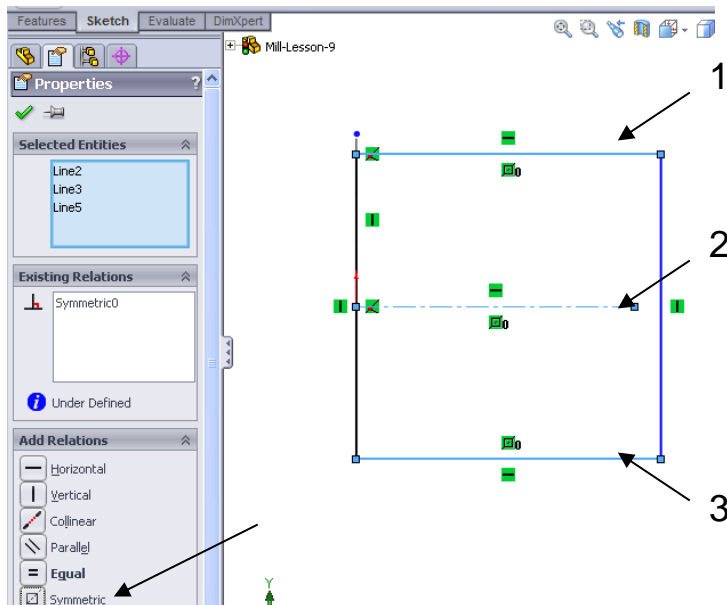 Features Sketch Evaluate DimXpert
Mill-Lesson-9
Properties ?
Selected Entities
Line2
Line3
Line5
Existing Relations
Symmetric0
Under Defined
Add Relations
Horizontal
Vertical
Collinear
Parallel
Equal
Symmetric
1
0
2
0
0
3
Y